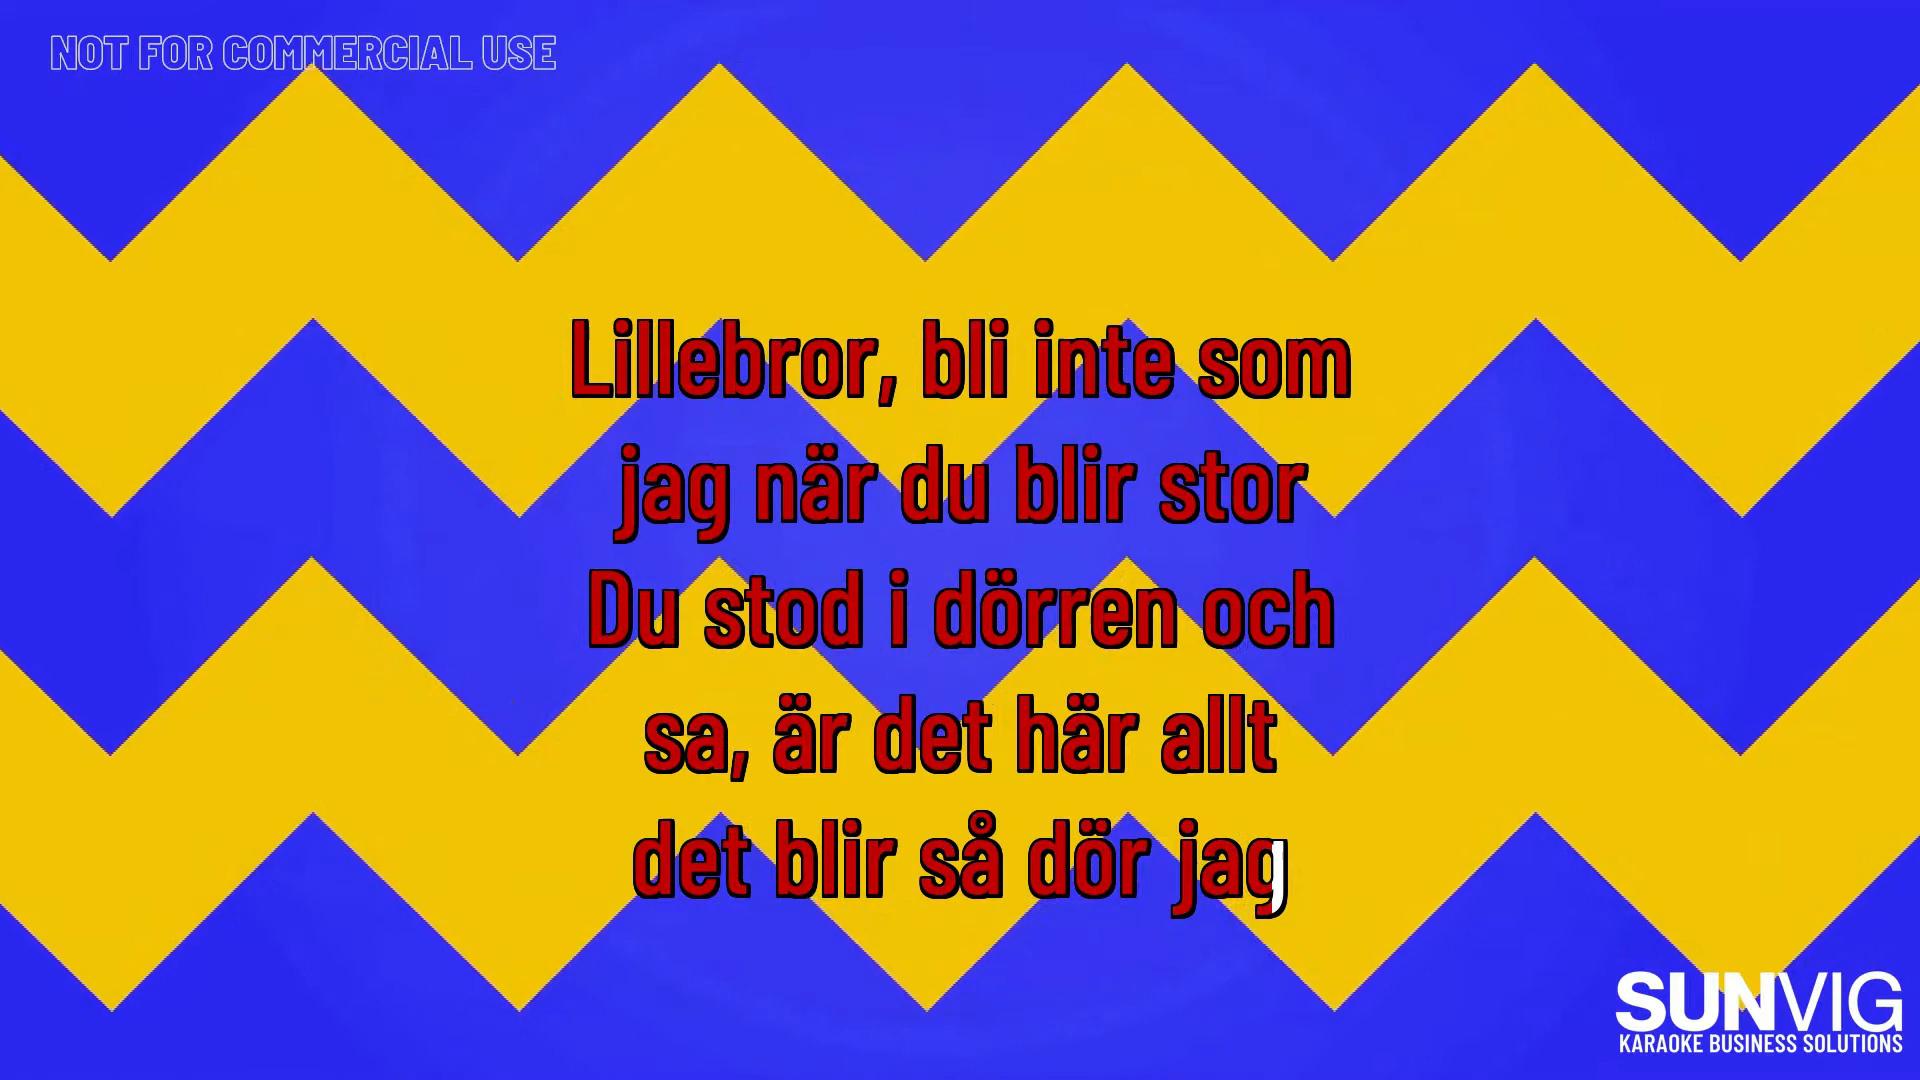 NOT FOR COMMERCIAL USE
Lillebror, bli inte som
jag när du blir stor
Du stod i dörren och
sa, är det här allt
det blir så dör jag
SUNVIG
KARAOKE BUSINESS SOLUTIONS